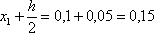 x₁ + h/2 = 0,1 + 0,05 = 0,15